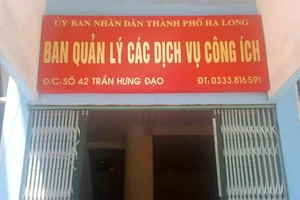 ỦY BAN NHÂN DÂN THÀNH PHỐ HẠ LONG
BAN QUẢN LÝ CÁC DỊCH VỤ CÔNG ÍCH
Đ/C: SỐ 42 TRẦN HƯNG ĐẠO ĐT: 0333.816 591